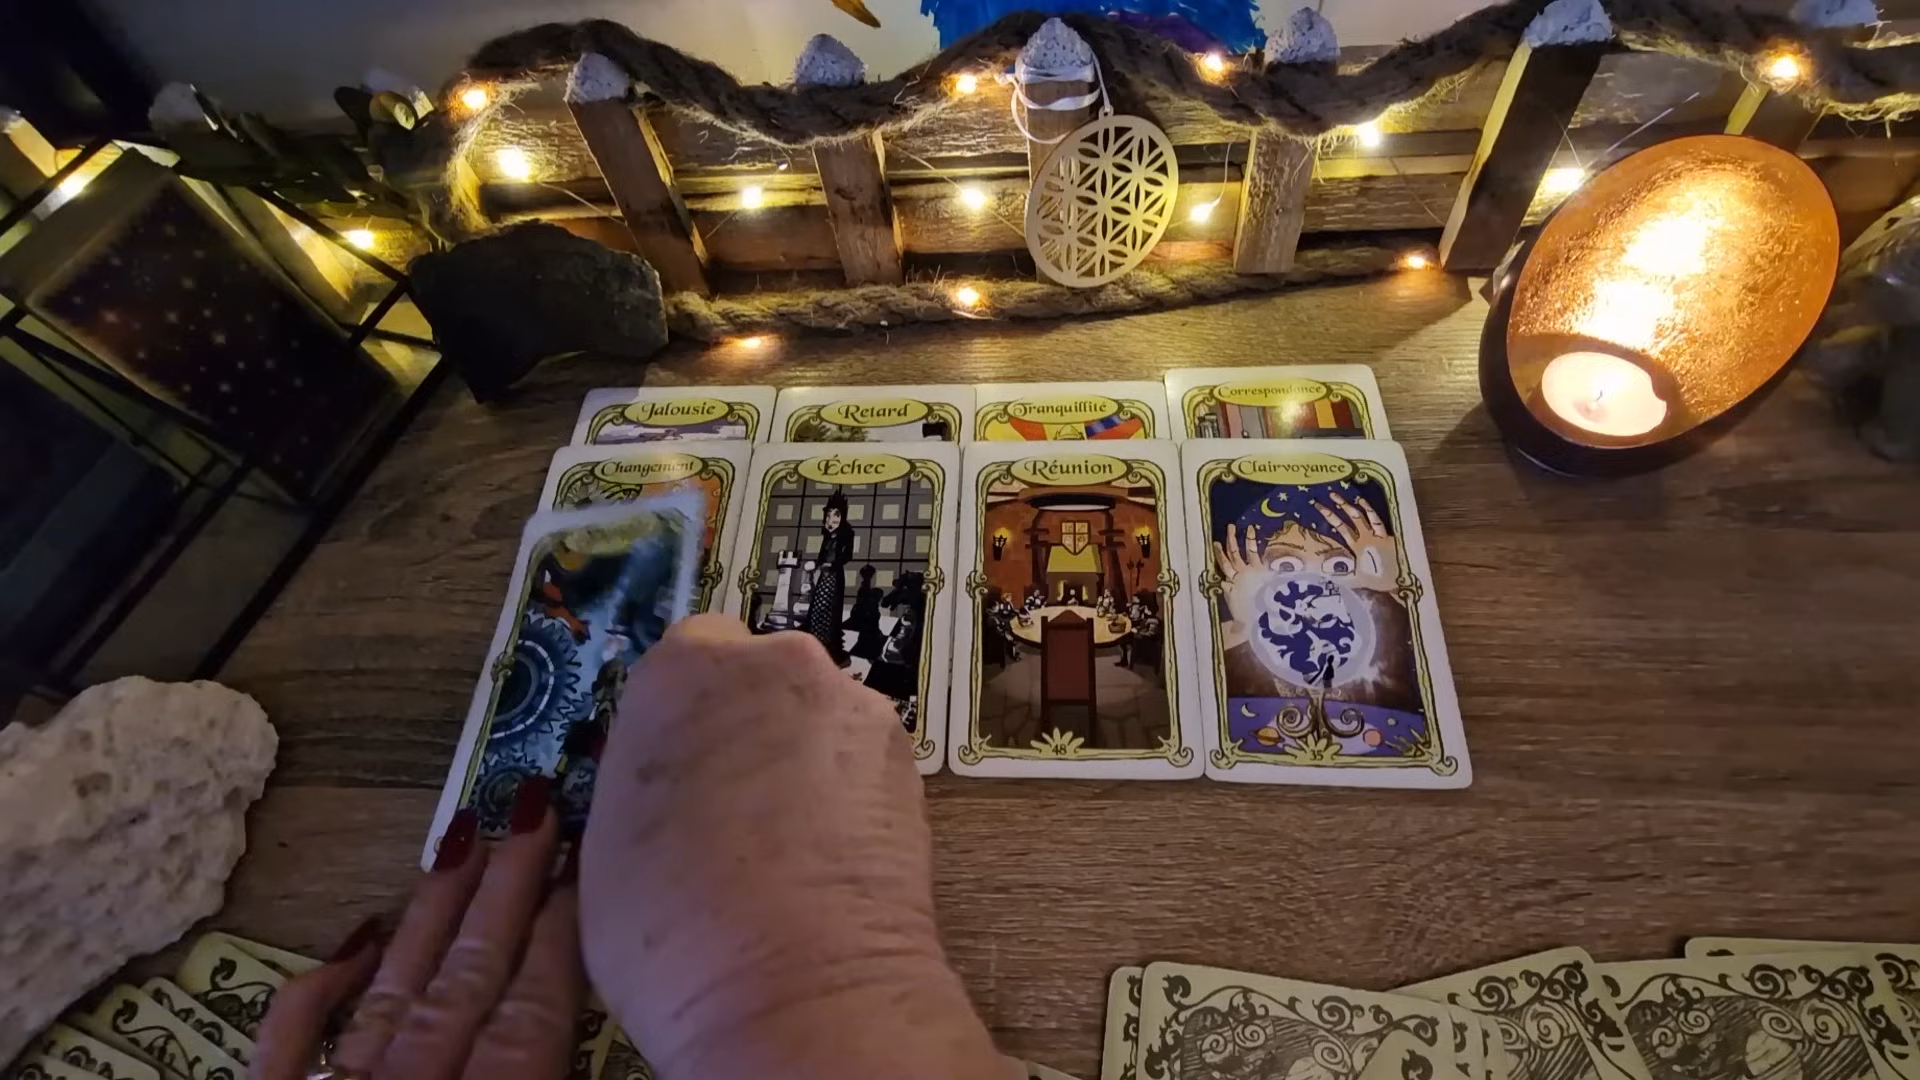 Jalousie
Retard
Tranquillité
Correspondance
Changement
Échec
Réunion
Clairvoyance
48
35